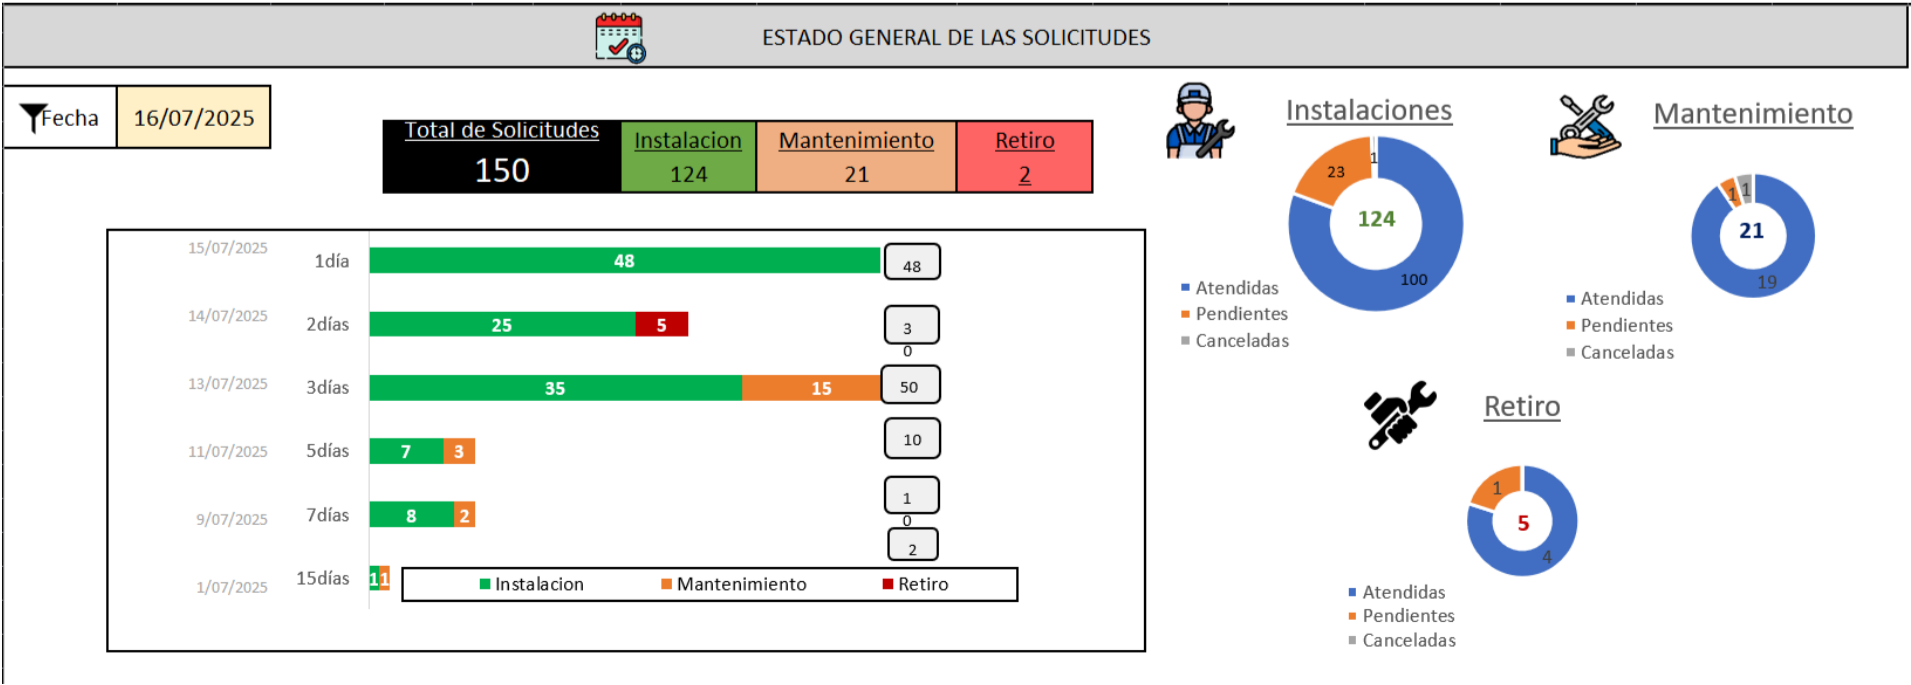 ESTADO GENERAL DE LAS SOLICITUDES
Fecha
16/07/2025
Total de Solicitudes
150
Instalacion
124
Mantenimiento
21
Retiro
2
15/07/2025
1día
48
48
14/07/2025
2días
25
5
3
0
13/07/2025
3días
35
15
50
11/07/2025
5días
7
3
10
9/07/2025
7días
8
2
1
0
1/07/2025
15días
1
1
2
Instalacion
Mantenimiento
Retiro
Instalaciones
1
23
124
100
Atendidas
Pendientes
Canceladas
Mantenimiento
1
1
21
19
Atendidas
Pendientes
Canceladas
Retiro
1
5
4
Atendidas
Pendientes
Canceladas